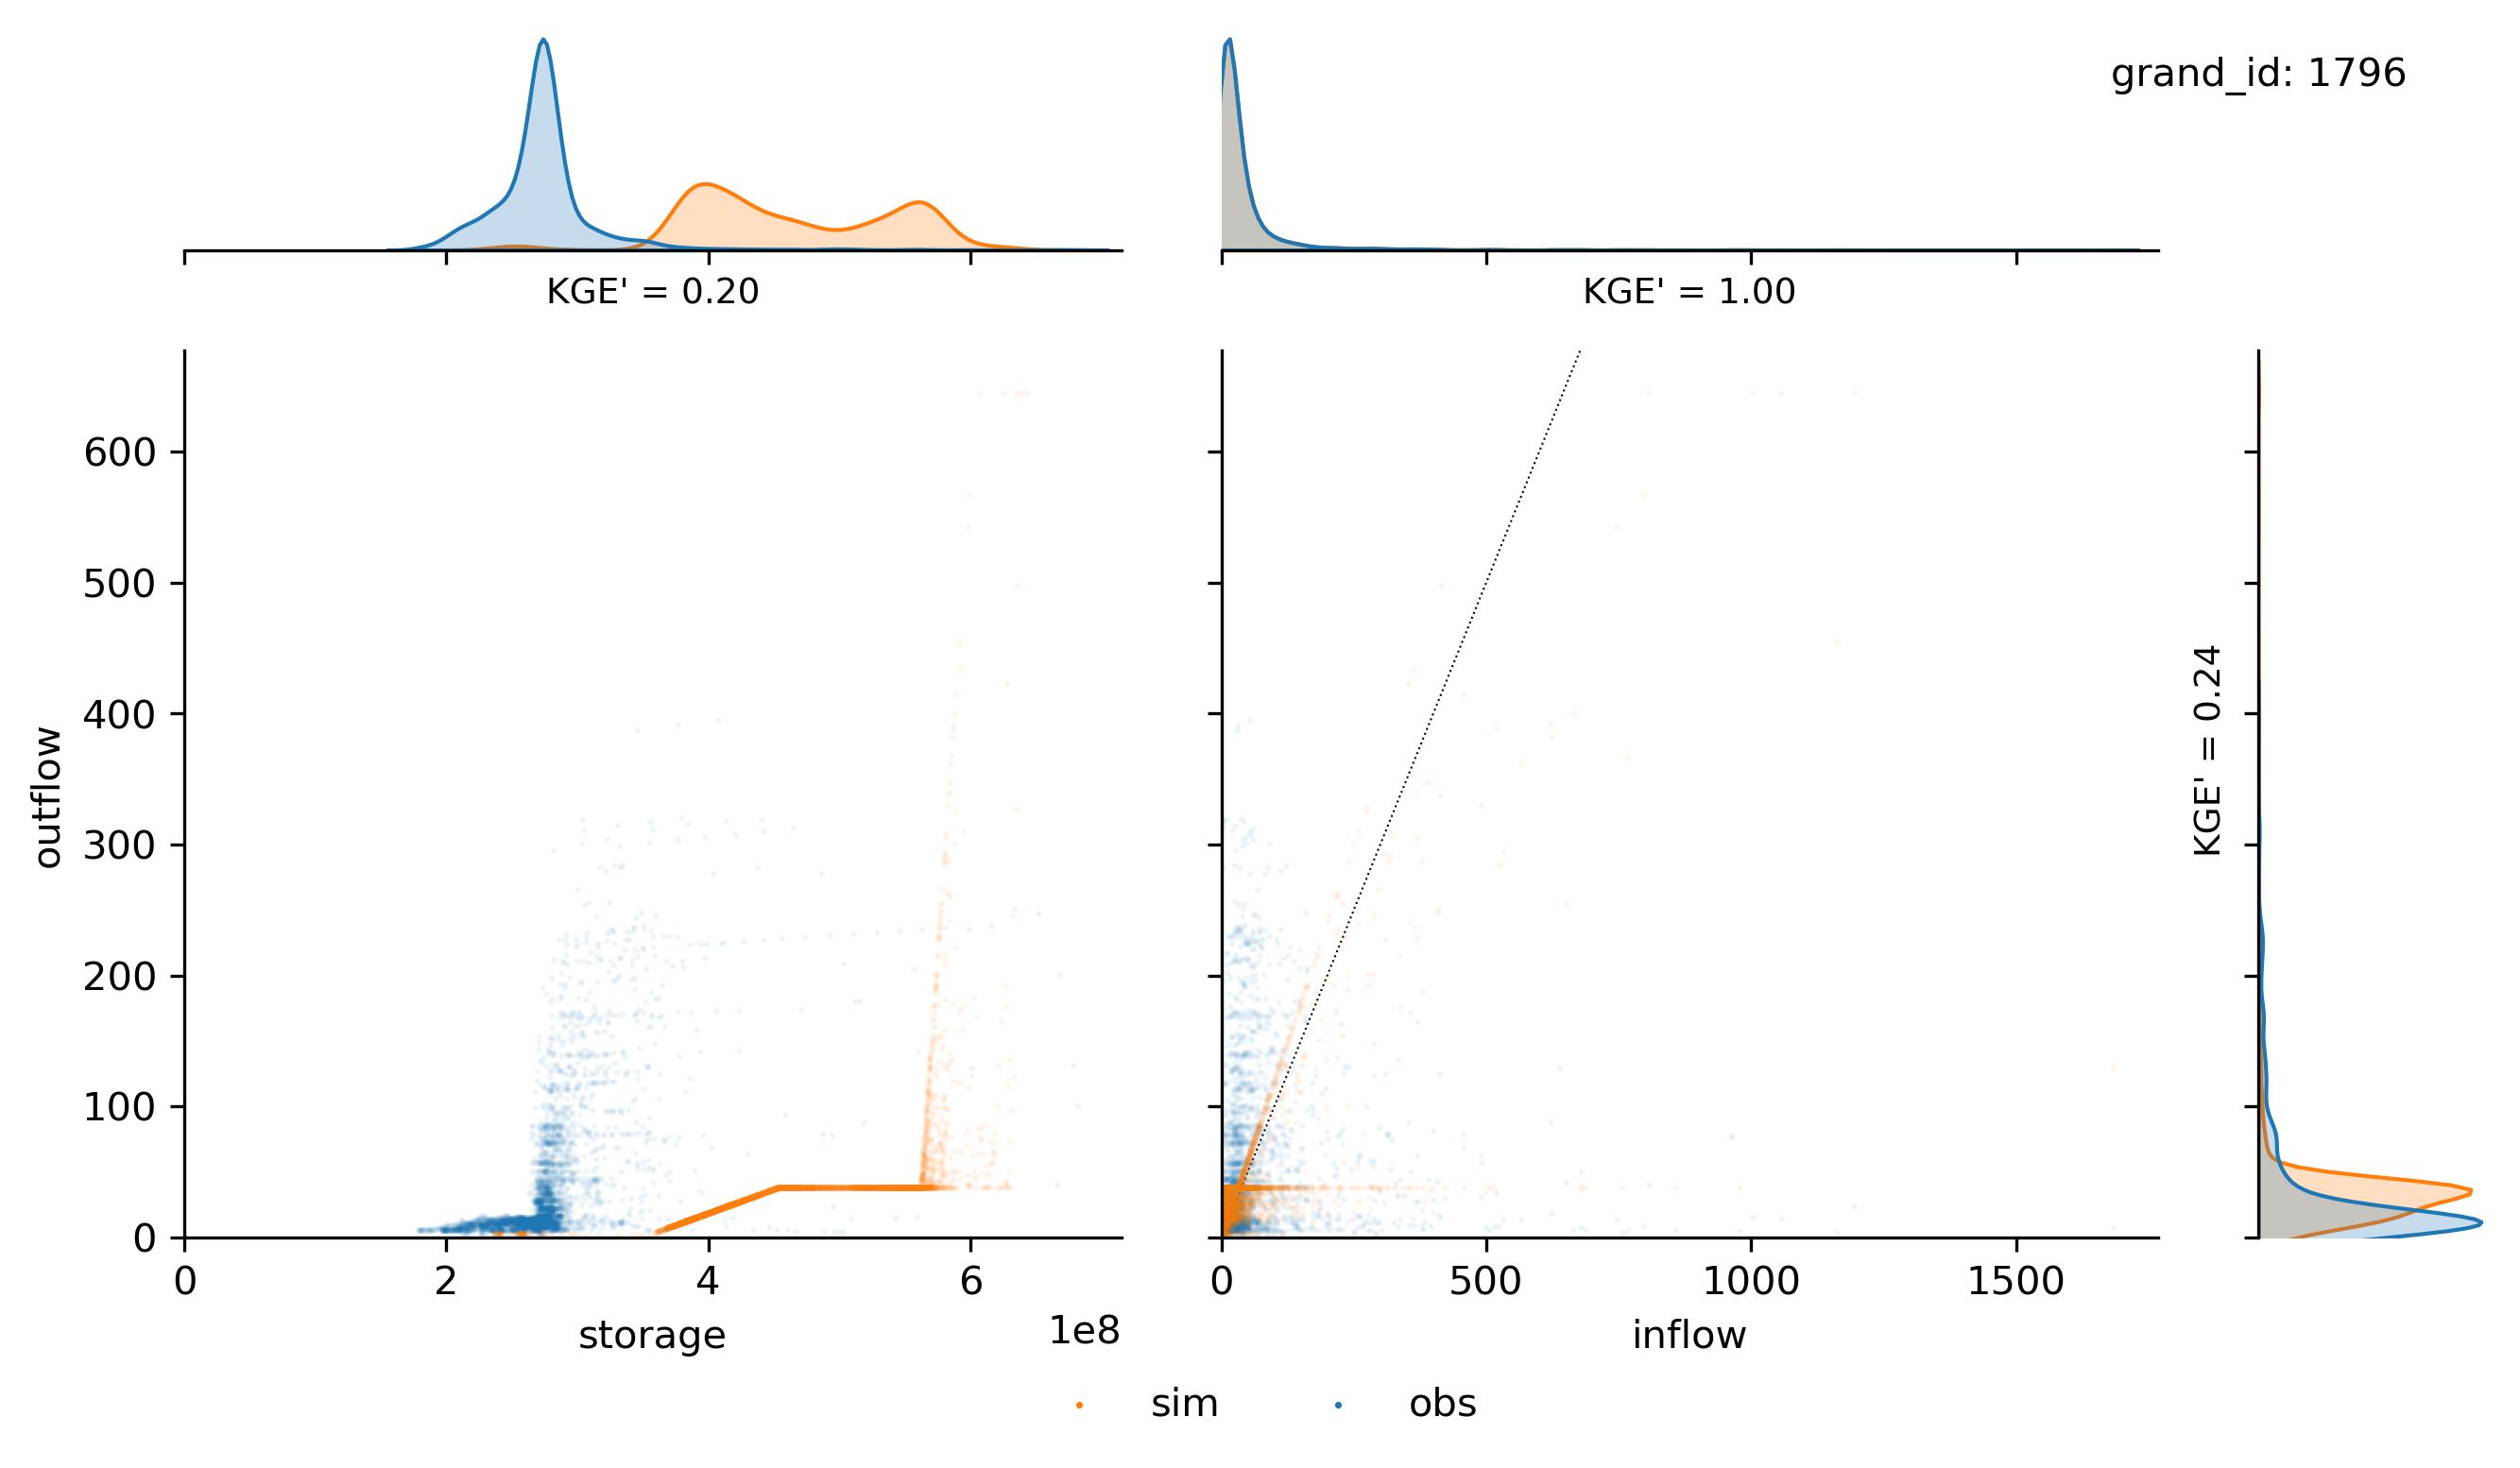 grand_id: 1796
KGE' = 0.20
KGE' = 1.00
600
500
400
300
200
100
0
outflow
KGE' = 0.24
0 2 4 6
0 500 1000 1500
1e8
storage
inflow
sim obs